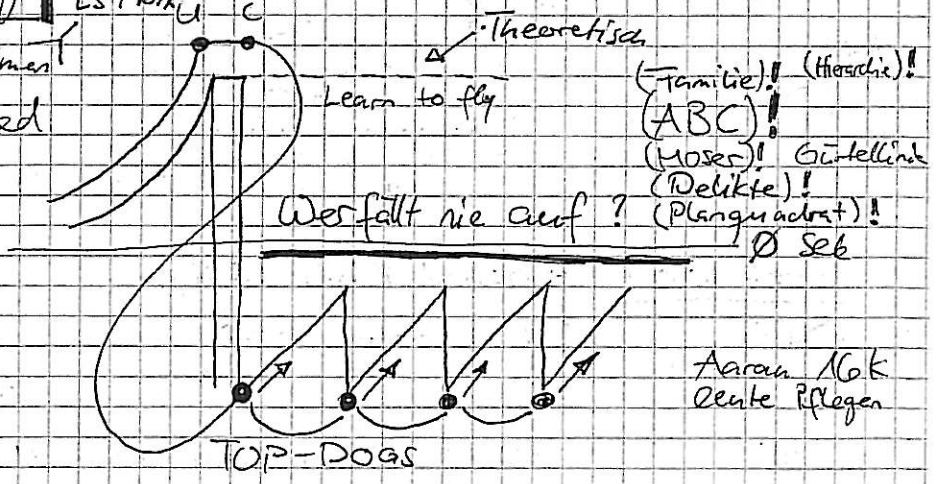 U C
·Theoretisch
(Familie)! (Hierarchie)!
Learn to fly
(ABC)!
(Moser)! Gürtellinie
(Delikte)!
Wer fällt nie auf? (Planquadrat)!
Ø Sek
Aarau 16k
Leute Pflegen
TOP-DOGS